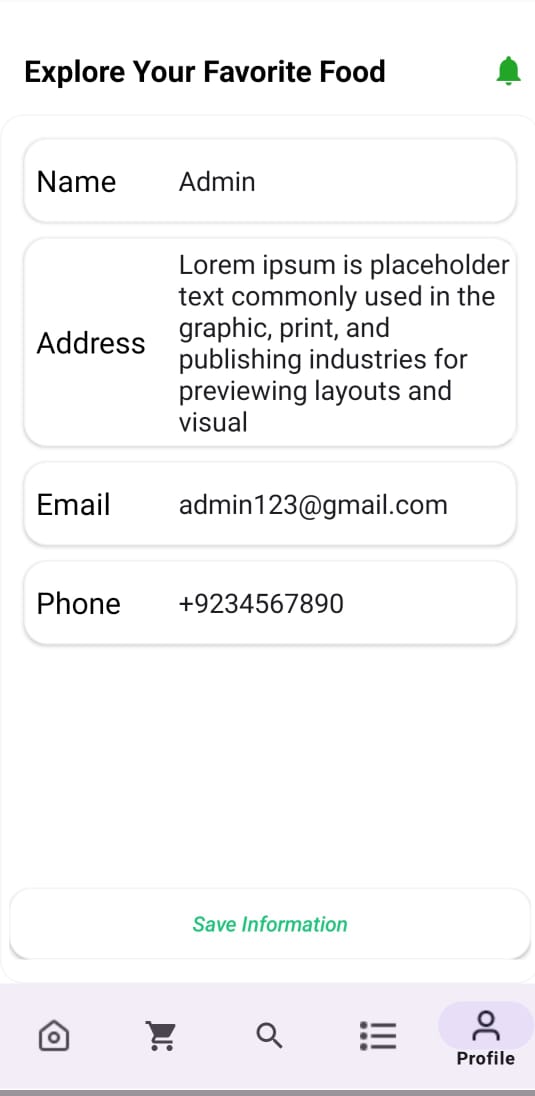 Explore Your Favorite Food
Name Admin
Address
Lorem ipsum is placeholder
text commonly used in the
graphic, print, and
publishing industries for
previewing layouts and
visual
Email admin123@gmail.com
Phone +9234567890
Save Information
Profile